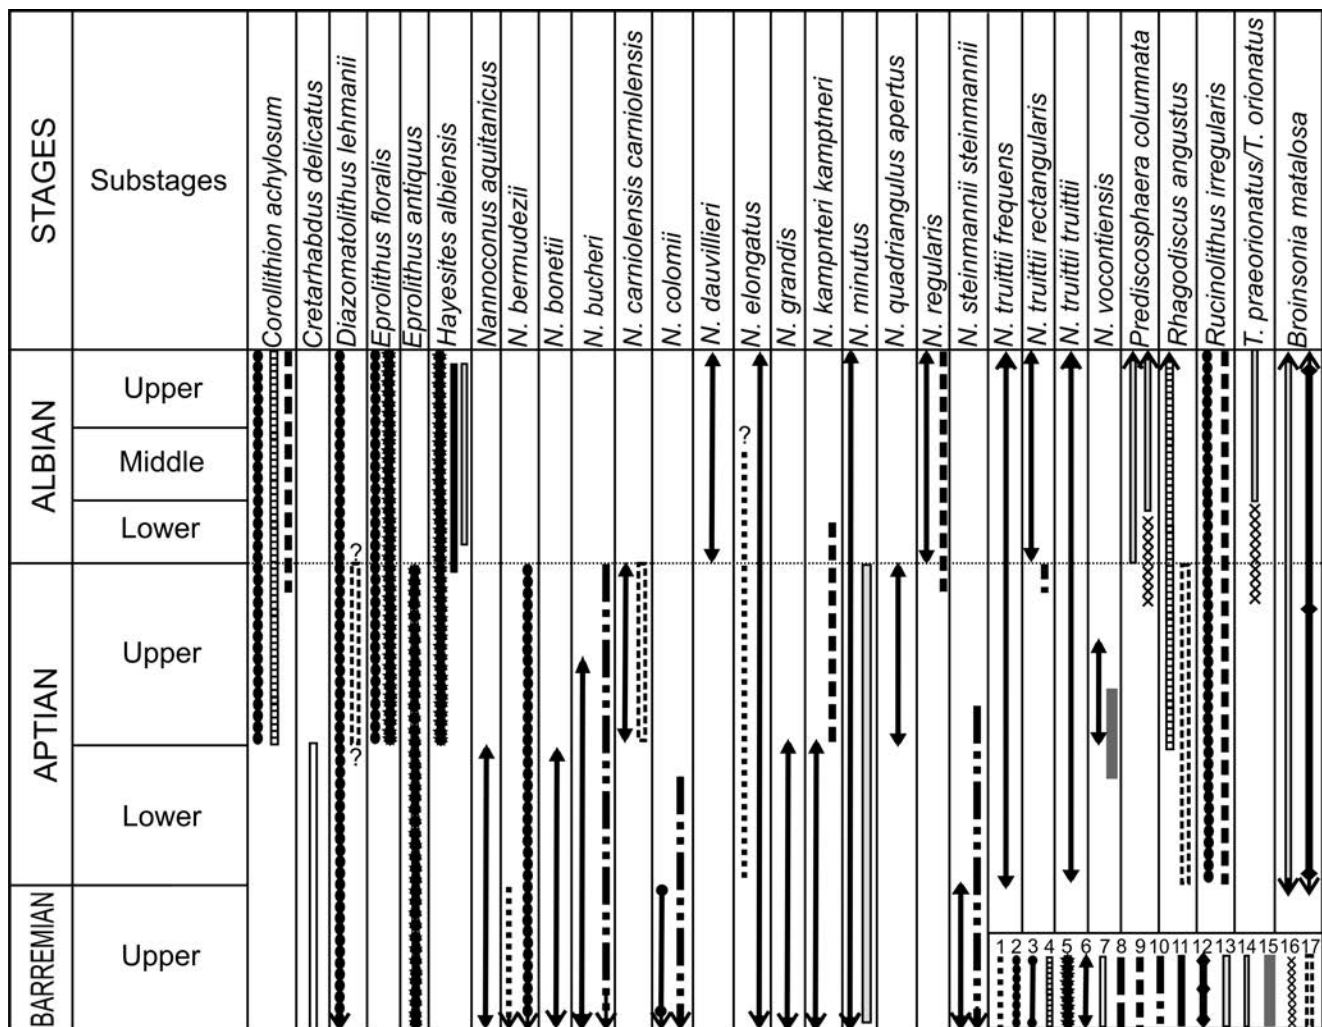 STAGES
Substages
Corollithion achylosum
Cretarhabdus delicatus
Diazomatolithus lehmanii
Eprolithus floralis
Eprolithus antiquus
Hayesites albiensis
Nannoconus aquitanicus
N. bermudezii
N. bonetii
N. bucheri
N. carniolensis carniolensis
N. colomii
N. dauvillieri
N. elongatus
N. grandis
N. kampnteri kamptneri
N. minutus
N. quadriangulus apertus
N. regularis
N. steinmannii steinmannii
N. truittii frequens
N. truittii rectangularis
N. truittii truittii
N. vocontiensis
Prediscosphaera columnata
Rhagodiscus angustus
Rucinolithus irregularis
T. praeorionatus/T. orionatus
Broinsonia matalosa
ALBIAN
Upper
Middle
Lower
?
?
APTIAN
Upper
Lower
?
BARREMIAN
Upper
1 2 3 4 5 6 7 8 9 10 11 12 13 14 15 16 17